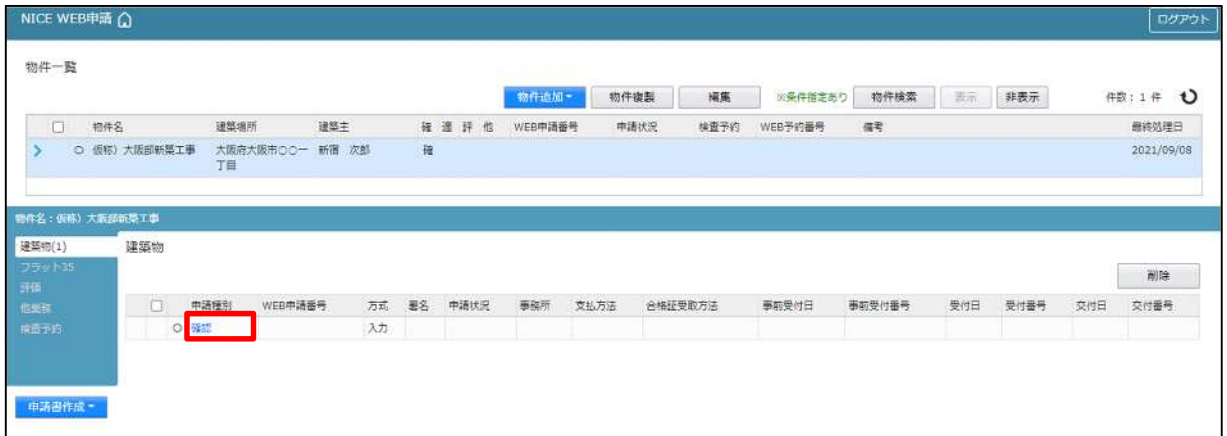 NICE WEB申請
ログアウト
物件一覧
物件追加 物件複製 編集 ※条件指定あり 物件検索 表示 非表示 件数：1 件
物件名 建築場所 建築主 確 適 評 他 WEB申請番号 申請状況 検査予約 WEB予約番号 備考 最終処理日
仮称）大阪邸新築工事 大阪府大阪市○○一 新宿 次郎 確 2021/09/08
丁目
物件名：仮称）大阪邸新築工事
建築物(1) 建築物
フラット35
削除
評価
他業務
検査予約
申請種別 WEB申請番号 方式 署名 申請状況 事務所 支払方法 合格証受取方法 事前受付日 事前受付番号 受付日 受付番号 交付日 交付番号
確認 入力
申請書作成